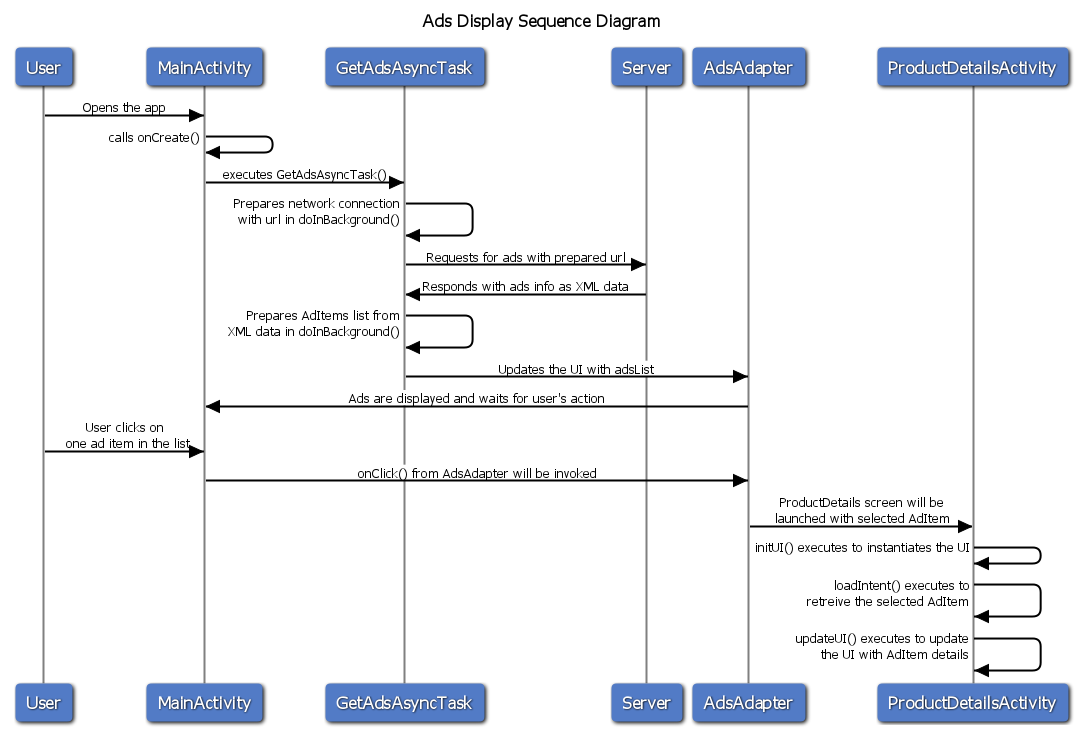 Ads Display Sequence Diagram
User
MainActivity
GetAdsAsyncTask
Server
AdsAdapter
ProductDetailsActivity
Opens the app
calls onCreate()
executes GetAdsAsyncTask()
Prepares network connection
with url in doInBackground()
Requests for ads with prepared url
Responds with ads info as XML data
Prepares AdItems list from
XML data in doInBackground()
Updates the UI with adsList
Ads are displayed and waits for user's action
User clicks on
one ad item in the list
onClick() from AdsAdapter will be invoked
ProductDetails screen will be
launched with selected AdItem
initUI() executes to instantiates the UI
loadIntent() executes to
retreive the selected AdItem
updateUI() executes to update
the UI with AdItem details
User
MainActivity
GetAdsAsyncTask
Server
AdsAdapter
ProductDetailsActivity